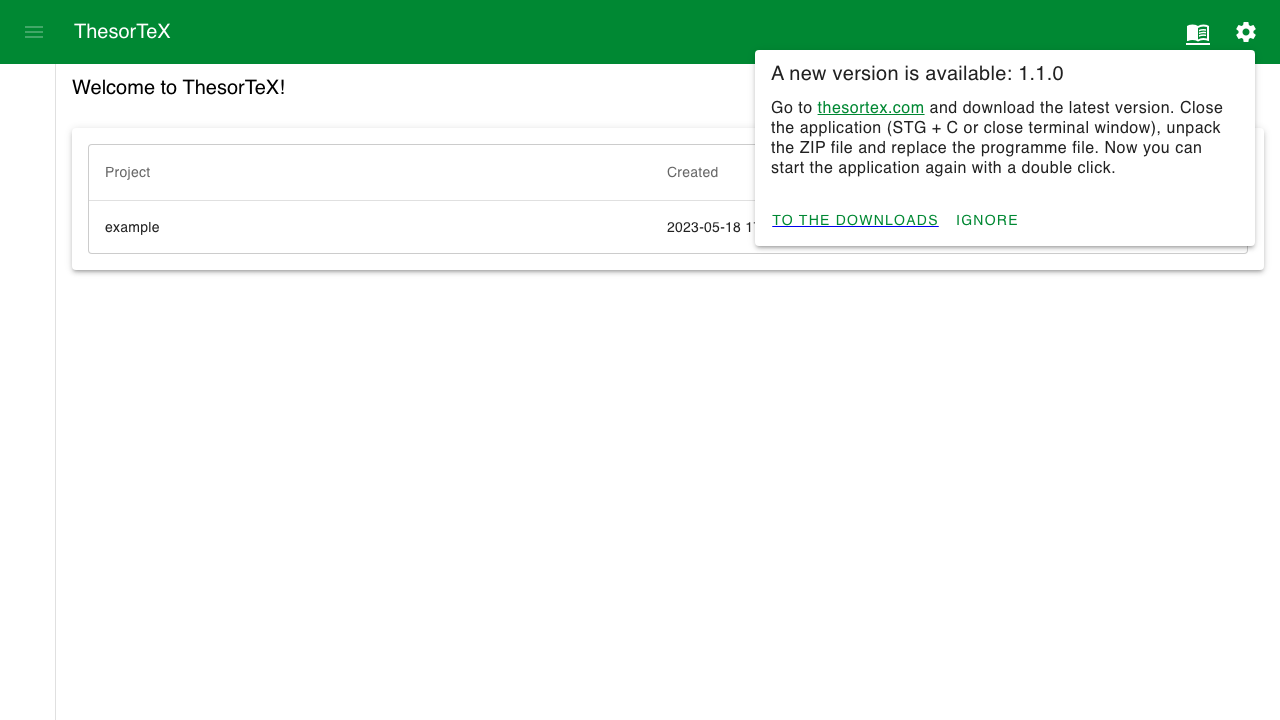 ThesorTeX
Welcome to ThesorTeX!
A new version is available: 1.1.0
Go to thesortex.com and download the latest version. Close
the application (STG + C or close terminal window), unpack
the ZIP file and replace the programme file. Now you can
start the application again with a double click.
TO THE DOWNLOADS IGNORE
Project Created
example 2023-05-18